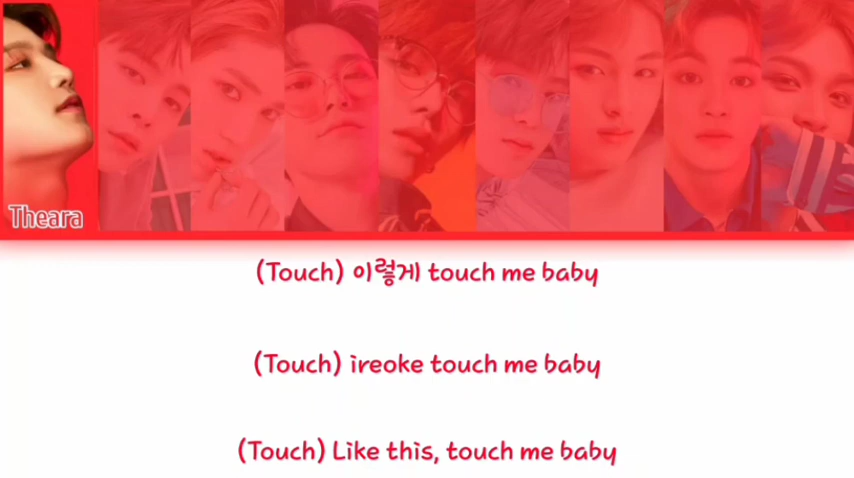 Theara
(Touch) 이렇게 touch me baby
(Touch) ireoke touch me baby
(Touch) Like this, touch me baby